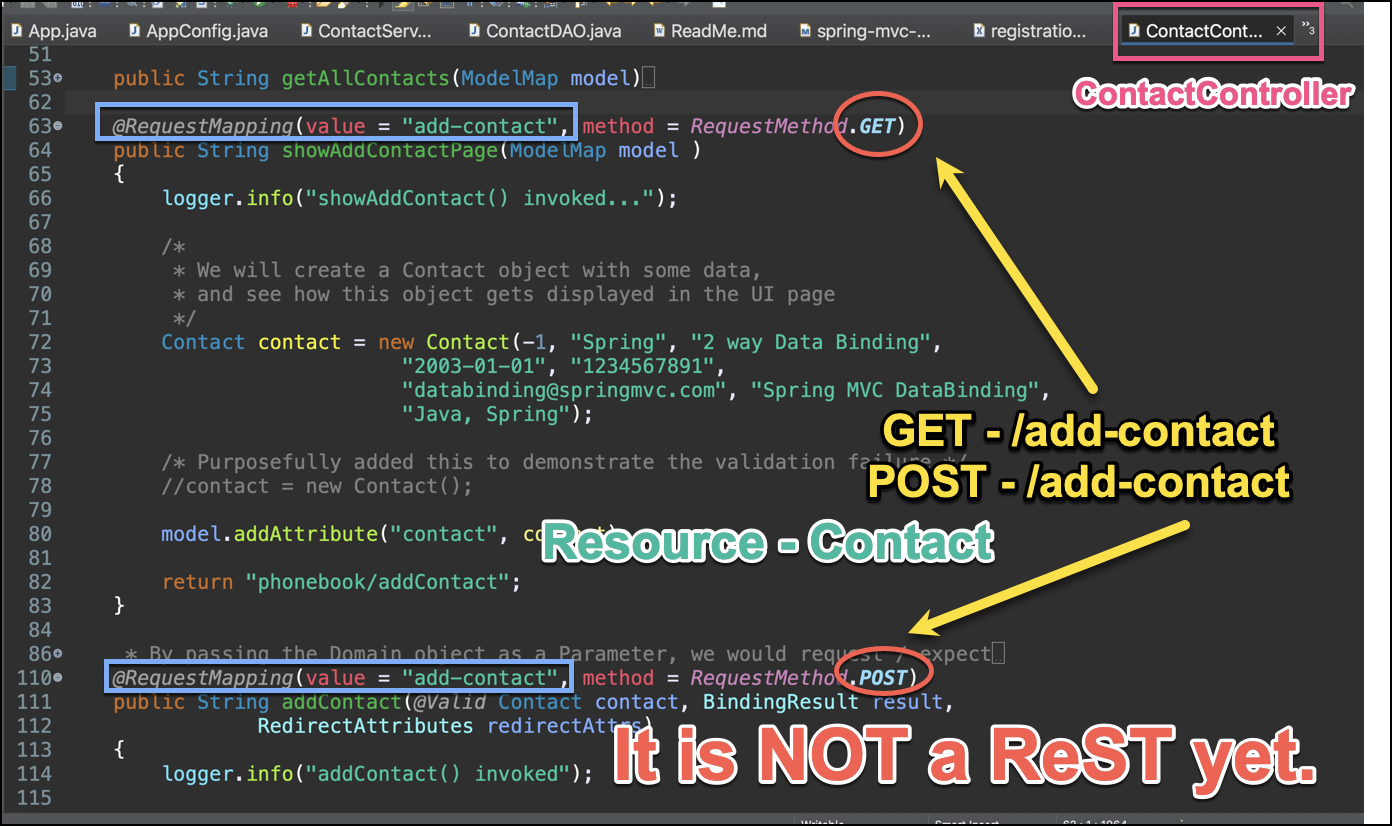 App.java AppConfig.java ContactServ... ContactDAO.java ReadMe.md spring-mvc-... registratio... ContactCont... 3
ContactController
51
53 public String getAllContacts(ModelMap model)
62
63 @RequestMapping(value = "add-contact", method = RequestMethod.GET)
64 public String showAddContactPage(ModelMap model )
65 {
66 logger.info("showAddContact() invoked...");
67
68 /*
69 * We will create a Contact object with some data,
70 * and see how this object gets displayed in the UI page
71 */
72 Contact contact = new Contact(-1, "Spring", "2 way Data Binding",
73 "2003-01-01", "1234567891",
74 "databinding@springmvc.com", "Spring MVC DataBinding",
75 "Java, Spring");
76
GET - /add-contact
77 /* Purposefully added this to demonstrate the validation failure */
POST - /add-contact
78 //contact = new Contact();
79
80 model.addAttribute("contact",
Resource - Contact
81
82 return "phonebook/addContact";
83 }
84
86 * By passing the Domain object as a Parameter, we would request / expect
110 @RequestMapping(value = "add-contact", method = RequestMethod.POST)
111 public String addContact(@Valid Contact contact, BindingResult result,
112 RedirectAttributes redirectAttrs)
113 {
It is NOT a ReST yet.
114 logger.info("addContact() invoked");
115